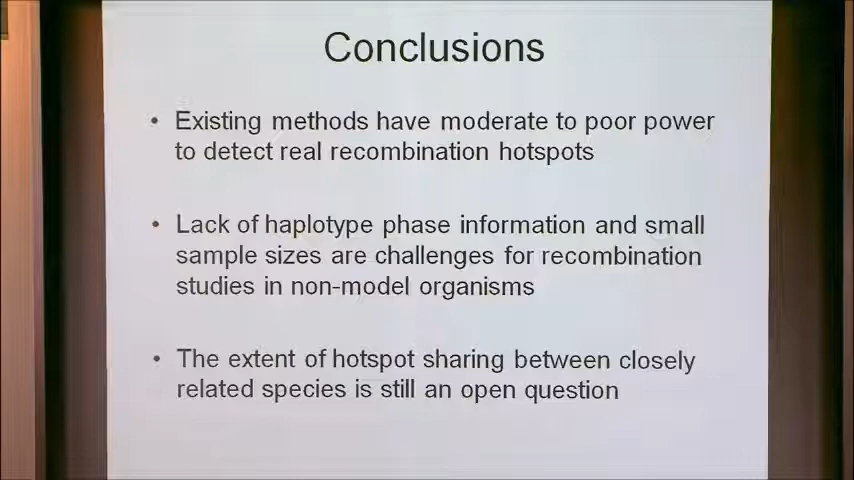 Conclusions
• Existing methods have moderate to poor power
to detect real recombination hotspots
• Lack of haplotype phase information and small
sample sizes are challenges for recombination
studies in non-model organisms
• The extent of hotspot sharing between closely
related species is still an open question